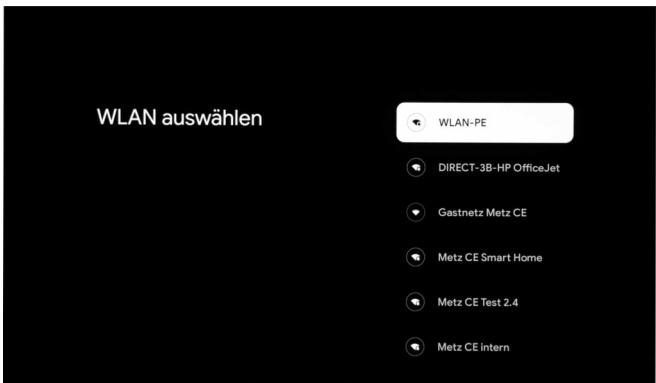 WLAN auswählen
WLAN-PE
DIRECT-3B-HP OfficeJet
Gastnetz Metz CE
Metz CE Smart Home
Metz CE Test 2.4
Metz CE intern